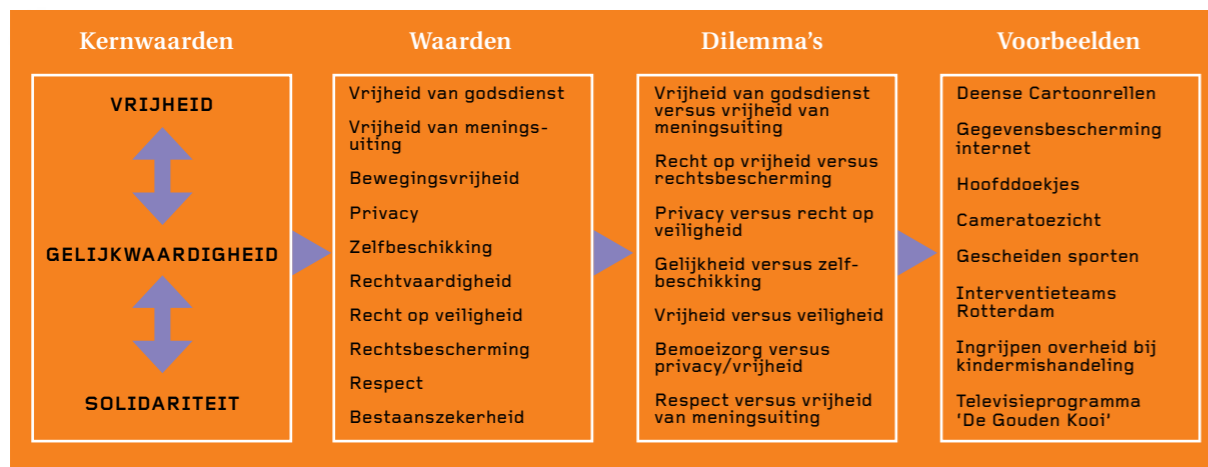 Kernwaarden
VRIJHEID
GELIJKWAARDIGHEID
SOLIDARITEIT
Waarden
Vrijheid van godsdienst
Vrijheid van menings-
uiting
Bewegingsvrijheid
Privacy
Zelfbeschikking
Rechtvaardigheid
Recht op veiligheid
Rechtsbescherming
Respect
Bestaanszekerheid
Dilemma's
Vrijheid van godsdienst
versus vrijheid van
meningsuiting
Recht op vrijheid versus
rechtsbescherming
Privacy versus recht op
veiligheid
Gelijkheid versus zelf-
beschikking
Vrijheid versus veiligheid
Bemoeizorg versus
privacy/vrijheid
Respect versus vrijheid
van meningsuiting
Voorbeelden
Deense Cartoonrellen
Gegevensbescherming
internet
Hoofddoekjes
Cameratoezicht
Gescheiden sporten
Interventieteams
Rotterdam
Ingrijpen overheid bij
kindermishandeling
Televisieprogramma
'De Gouden Kooi'